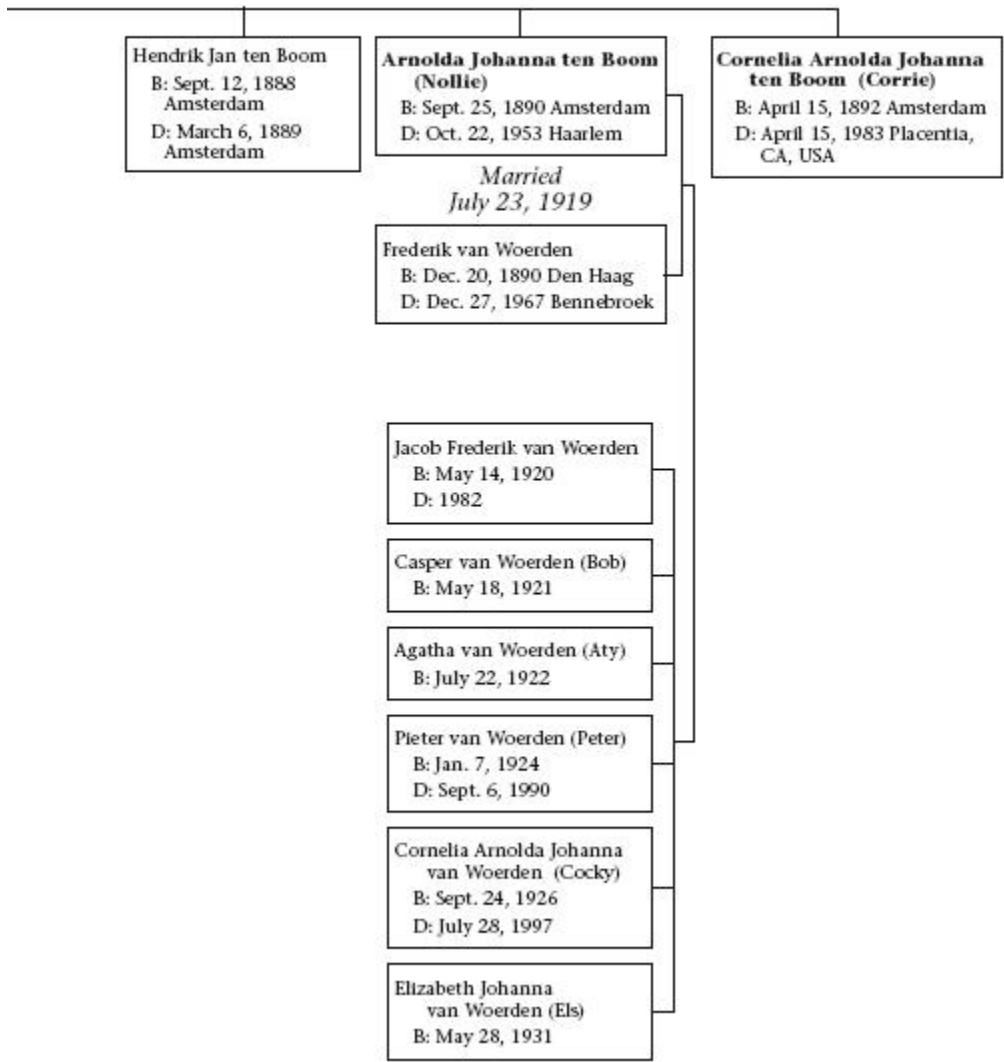 Hendrik Jan ten Boom
B: Sept. 12, 1888
Amsterdam
D: March 6, 1889
Amsterdam
Arnolda Johanna ten Boom
(Nollie)
B: Sept. 25, 1890 Amsterdam
D: Oct. 22, 1953 Haarlem
Married
July 23, 1919
Frederik van Woerden
B: Dec. 20, 1890 Den Haag
D: Dec. 27, 1967 Bennebroek
Cornelia Arnolda Johanna
ten Boom (Corrie)
B: April 15, 1892 Amsterdam
D: April 15, 1983 Placentia,
CA, USA
Jacob Frederik van Woerden
B: May 14, 1920
D: 1982
Casper van Woerden (Bob)
B: May 18, 1921
Agatha van Woerden (Aty)
B: July 22, 1922
Pieter van Woerden (Peter)
B: Jan. 7, 1924
D: Sept. 6, 1990
Cornelia Arnolda Johanna
van Woerden (Cocky)
B: Sept. 24, 1926
D: July 28, 1997
Elizabeth Johanna
van Woerden (Els)
B: May 28, 1931